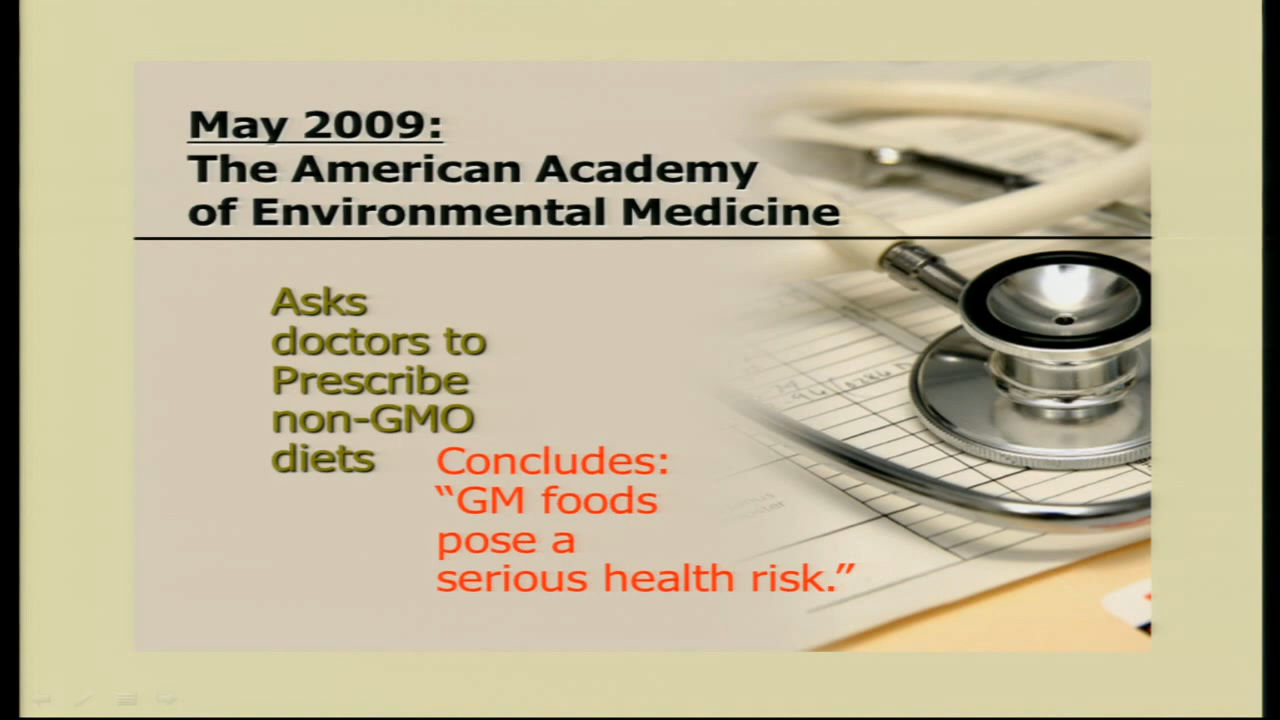 May 2009:
The American Academy
of Environmental Medicine
Asks
doctors to
Prescribe
non-GMO
diets
Concludes:
“GM foods
pose a
serious health risk.”